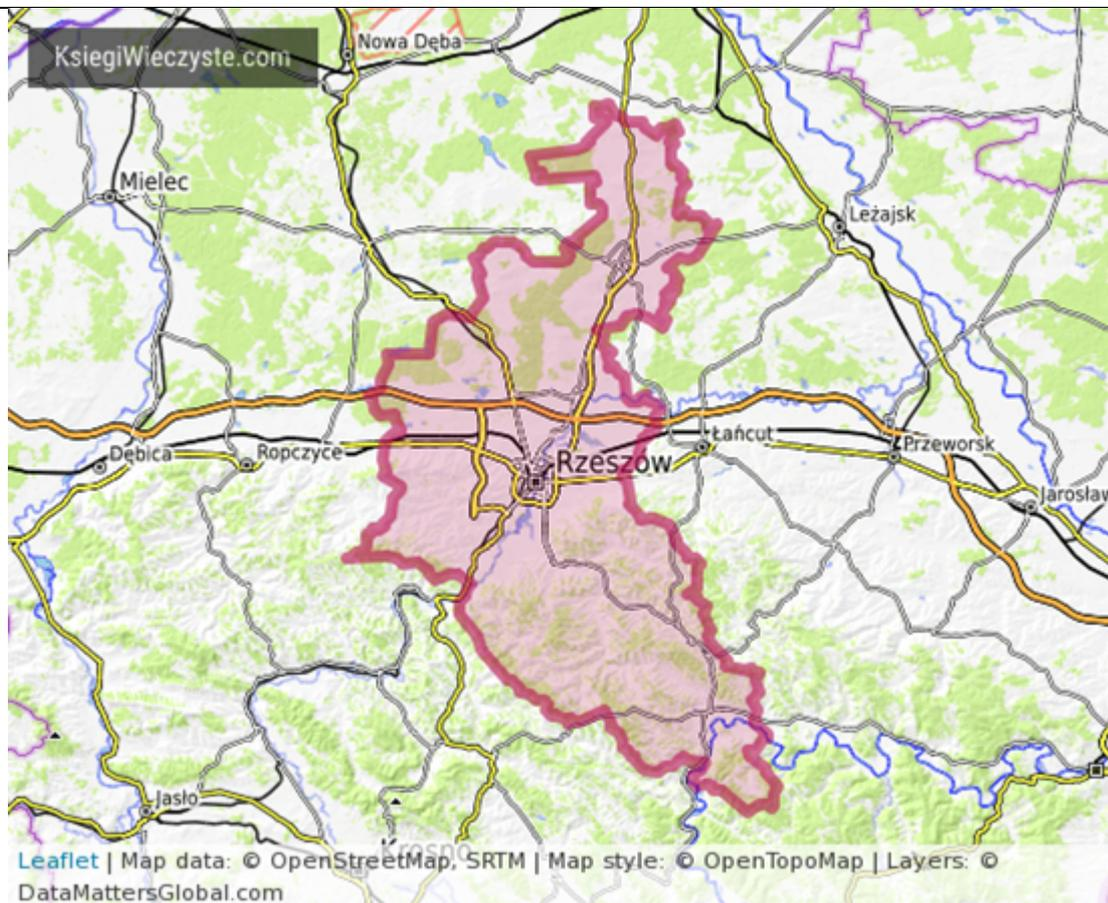 KsiegiWieczyste.com
Nowa Dęba
Mielec
Leżajsk
Łańcut
Przeworsk
Dębica
Ropczyce
Rzeszów
Jarosław
Jasło
Krosno
Leaflet | Map data: © OpenStreetMap, SRTM | Map style: © OpenTopoMap | Layers: ©
DataMattersGlobal.com